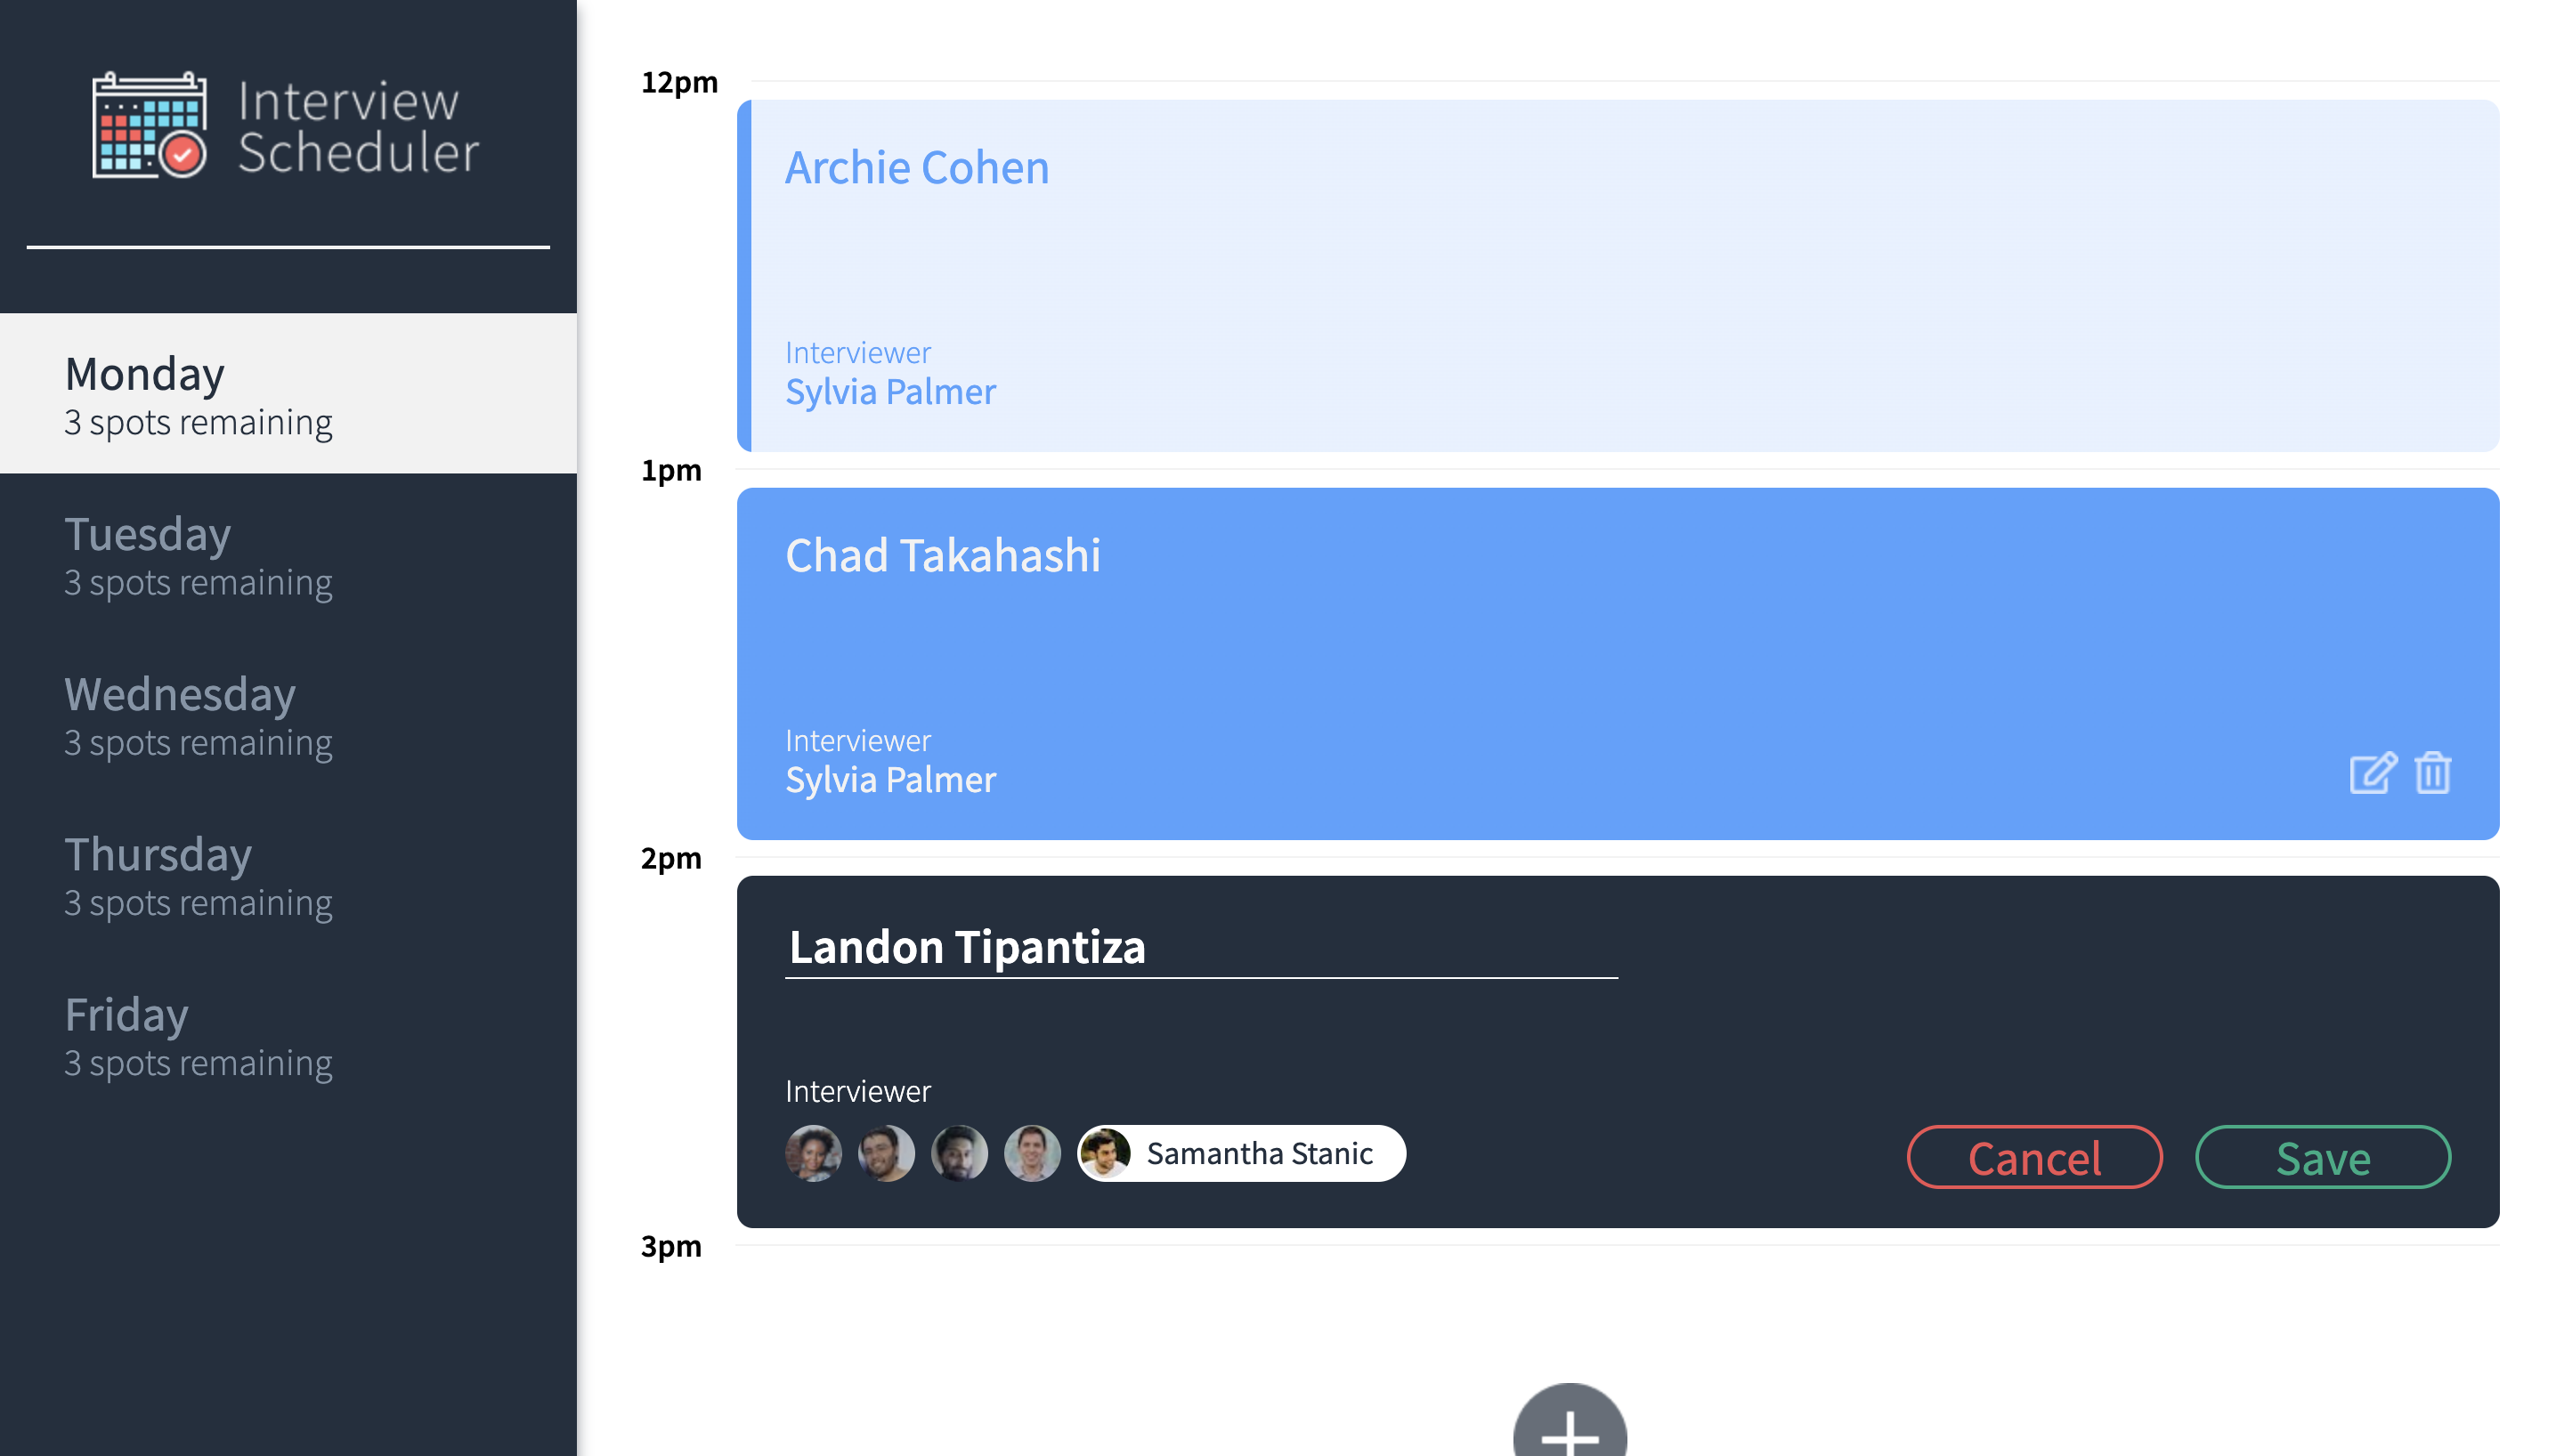 Interview
Scheduler
Monday
3 spots remaining
Tuesday
3 spots remaining
Wednesday
3 spots remaining
Thursday
3 spots remaining
Friday
3 spots remaining
12pm
Archie Cohen
Interviewer
Sylvia Palmer
1pm
Chad Takahashi
Interviewer
Sylvia Palmer
2pm
Landon Tipantiza
Interviewer
Samantha Stanic
Cancel
Save
3pm